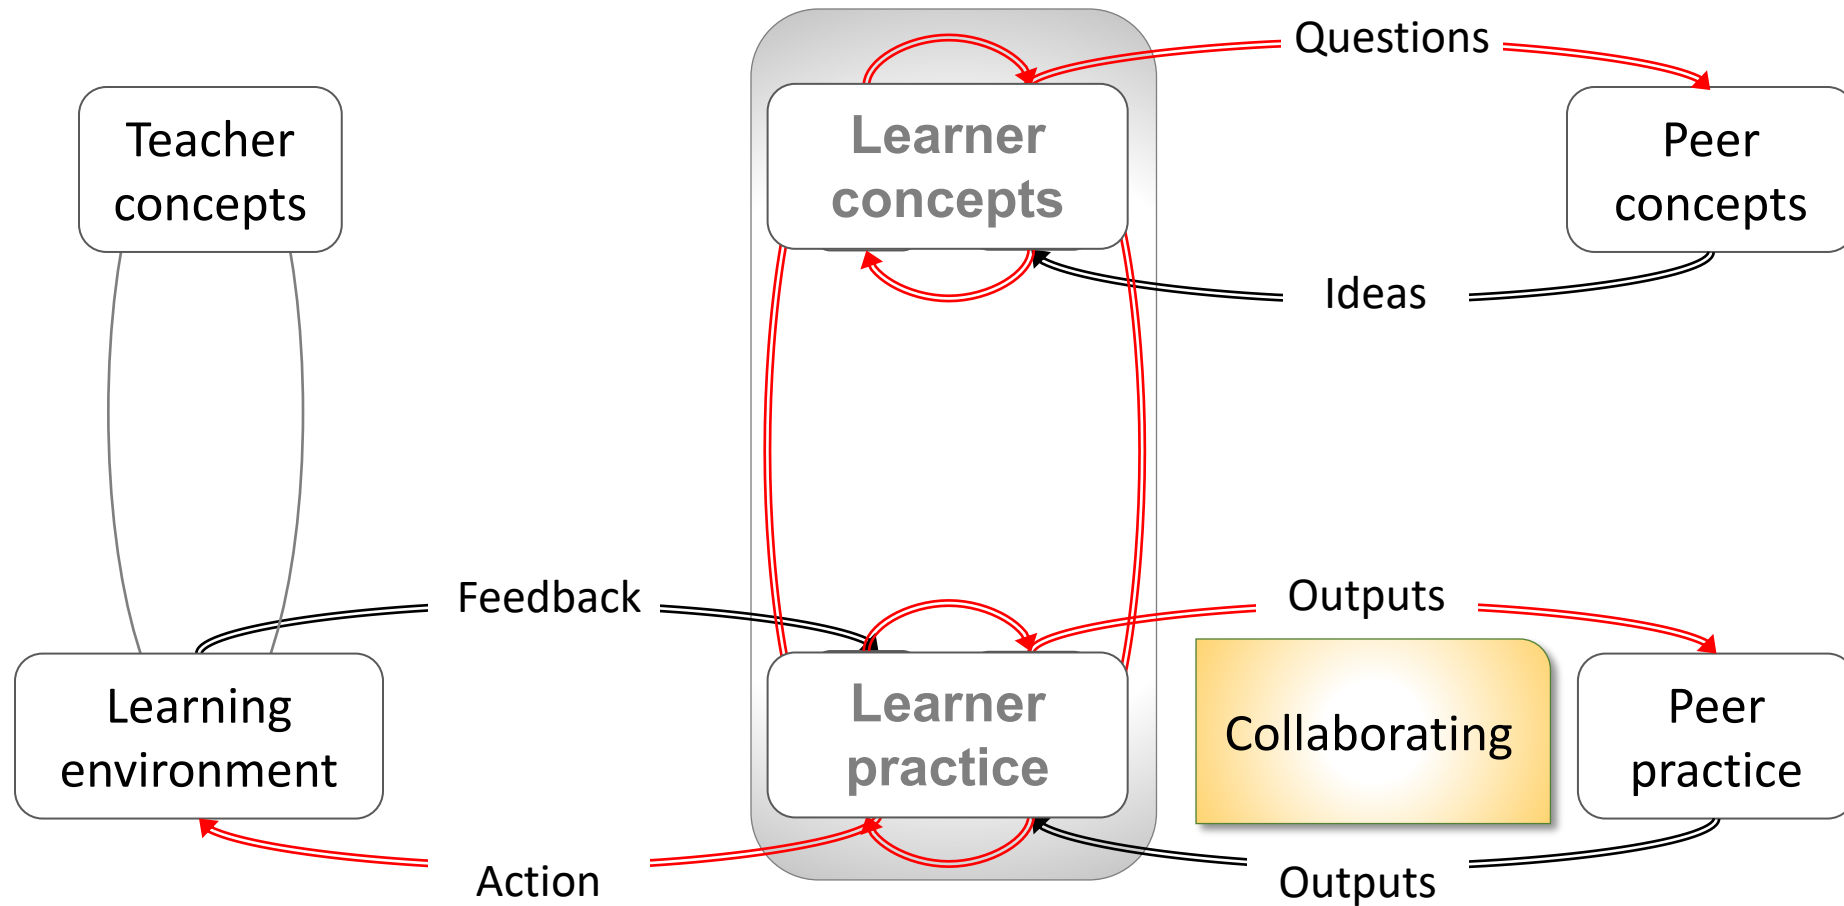 Questions
Teacher
concepts
Learner
concepts
Peer
concepts
Ideas
Feedback
Outputs
Learning
environment
Learner
practice
Collaborating
Peer
practice
Action
Outputs